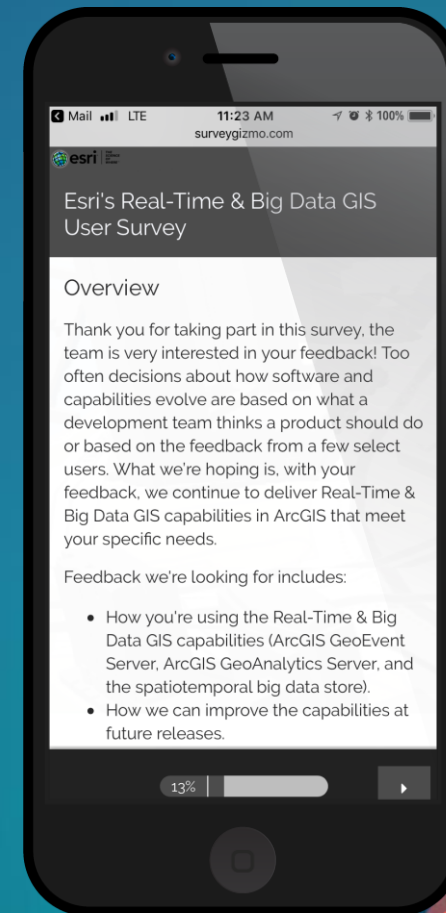 Mail LTE 11:23 AM 100%
surveygizmo.com
esri
Esri's Real-Time & Big Data GIS
User Survey
Overview
Thank you for taking part in this survey, the
team is very interested in your feedback! Too
often decisions about how software and
capabilities evolve are based on what a
development team thinks a product should do
or based on the feedback from a few select
users. What we're hoping is, with your
feedback, we continue to deliver Real-Time &
Big Data GIS capabilities in ArcGIS that meet
your specific needs.
Feedback we're looking for includes:
• How you're using the Real-Time & Big
Data GIS capabilities (ArcGIS GeoEvent
Server, ArcGIS GeoAnalytics Server, and
the spatiotemporal big data store).
• How we can improve the capabilities at
future releases.
13%